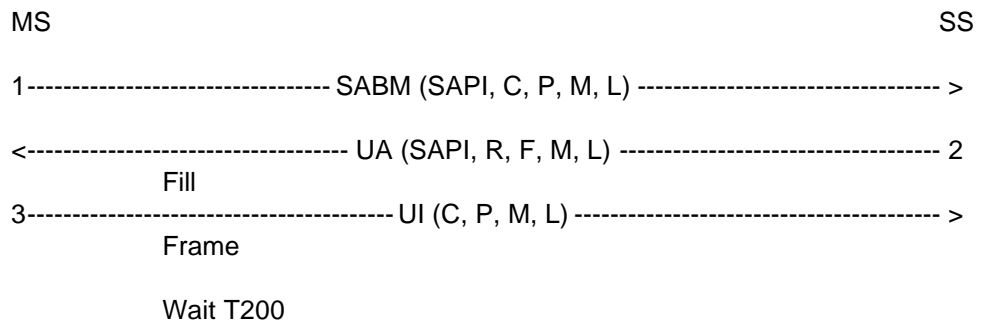 MS SS
1---------------------------------- SABM (SAPI, C, P, M, L) ---------------------------------- >
<------------------------------------ UA (SAPI, R, F, M, L) ------------------------------------ 2
Fill
3----------------------------------------- UI (C, P, M, L) ----------------------------------------- >
Frame
Wait T200